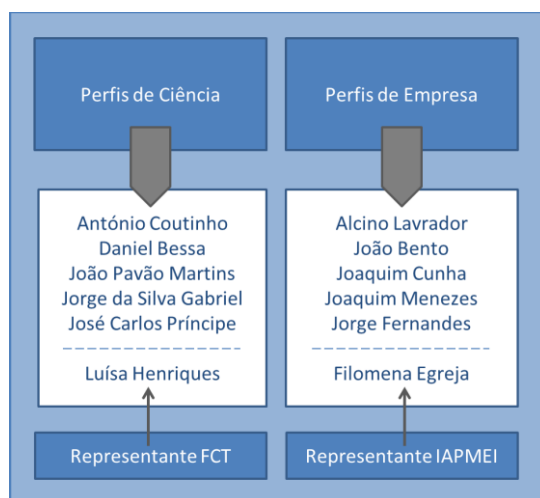 Perfis de Ciência
António Coutinho
Daniel Bessa
João Pavão Martins
Jorge da Silva Gabriel
José Carlos Príncipe
Luísa Henriques
Representante FCT
Perfis de Empresa
Alcino Lavrador
João Bento
Joaquim Cunha
Joaquim Menezes
Jorge Fernandes
Filomena Egreja
Representante IAPMEI